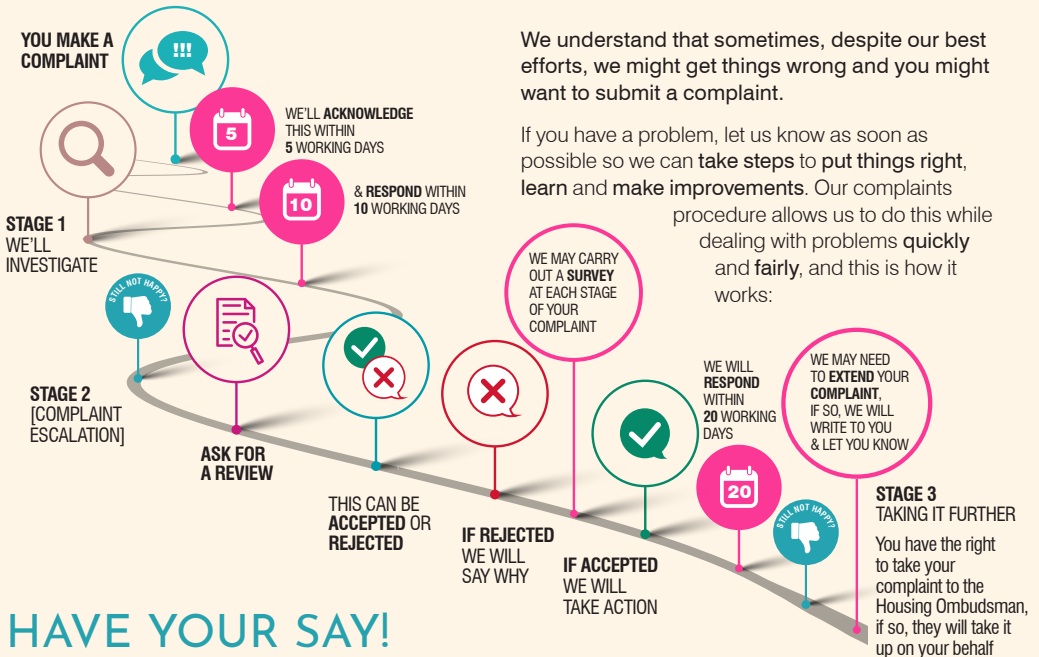 We understand that sometimes, despite our best
efforts, we might get things wrong and you might
want to submit a complaint.
If you have a problem, let us know as soon as
possible so we can take steps to put things right,
learn and make improvements. Our complaints
procedure allows us to do this while
dealing with problems quickly
and fairly, and this is how it
works:
YOU MAKE A
COMPLAINT
!!!
5
WE'LL ACKNOWLEDGE
THIS WITHIN
5 WORKING DAYS
10
& RESPOND WITHIN
10 WORKING DAYS
STAGE 1
WE'LL
INVESTIGATE
STILL NOT HAPPY?
STAGE 2
[COMPLAINT
ESCALATION]
ASK FOR
A REVIEW
THIS CAN BE
ACCEPTED OR
REJECTED
IF REJECTED
WE WILL
SAY WHY
WE MAY CARRY
OUT A SURVEY
AT EACH STAGE
OF YOUR
COMPLAINT
IF ACCEPTED
WE WILL
TAKE ACTION
WE WILL
RESPOND
WITHIN
20 WORKING
DAYS
20
STILL NOT HAPPY?
WE MAY NEED
TO EXTEND YOUR
COMPLAINT,
IF SO, WE WILL
WRITE TO YOU
& LET YOU KNOW
STAGE 3
TAKING IT FURTHER
You have the right
to take your
complaint to the
Housing Ombudsman,
if so, they will take it
up on your behalf
HAVE YOUR SAY!